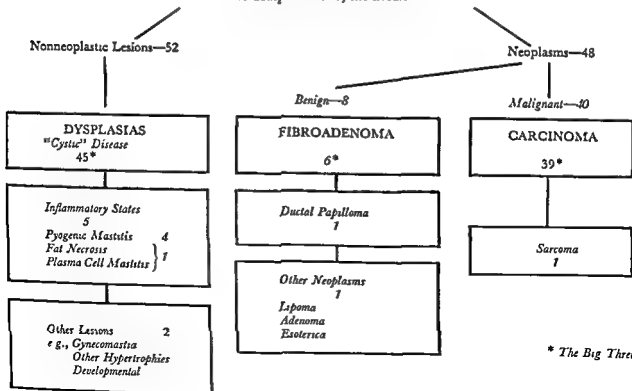 Nonneoplastic Lesions—52
Neoplasms—48
Benign—8
Malignant—40
DYSPLASIAS
"Cystic" Disease
45*
FIBROADENOMA
6*
CARCINOMA
39*
Inflammatory States
5
Pyogenic Mastitis 4
Fat Necrosis
Plasma Cell Mastitis } 1
Ductal Papilloma
1
Sarcoma
1
Other Neoplasms
1
Lipoma
Adenoma
Esoterica
Other Lesions 2
e g., Gynecomastia
Other Hypertrophies
Developmental
* The Big Three